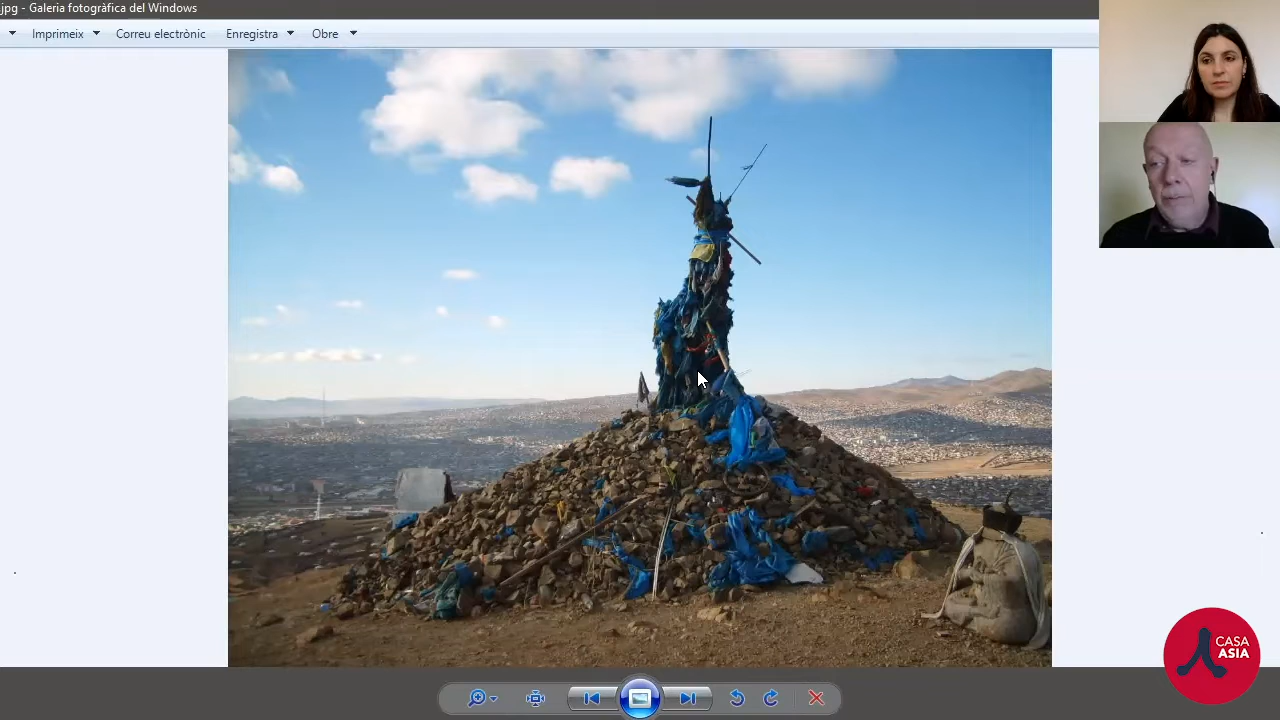 .jpg - Galeria fotogràfica del Windows
Imprimeix Correu electrònic Enregistra Obre
CASA
ASIA